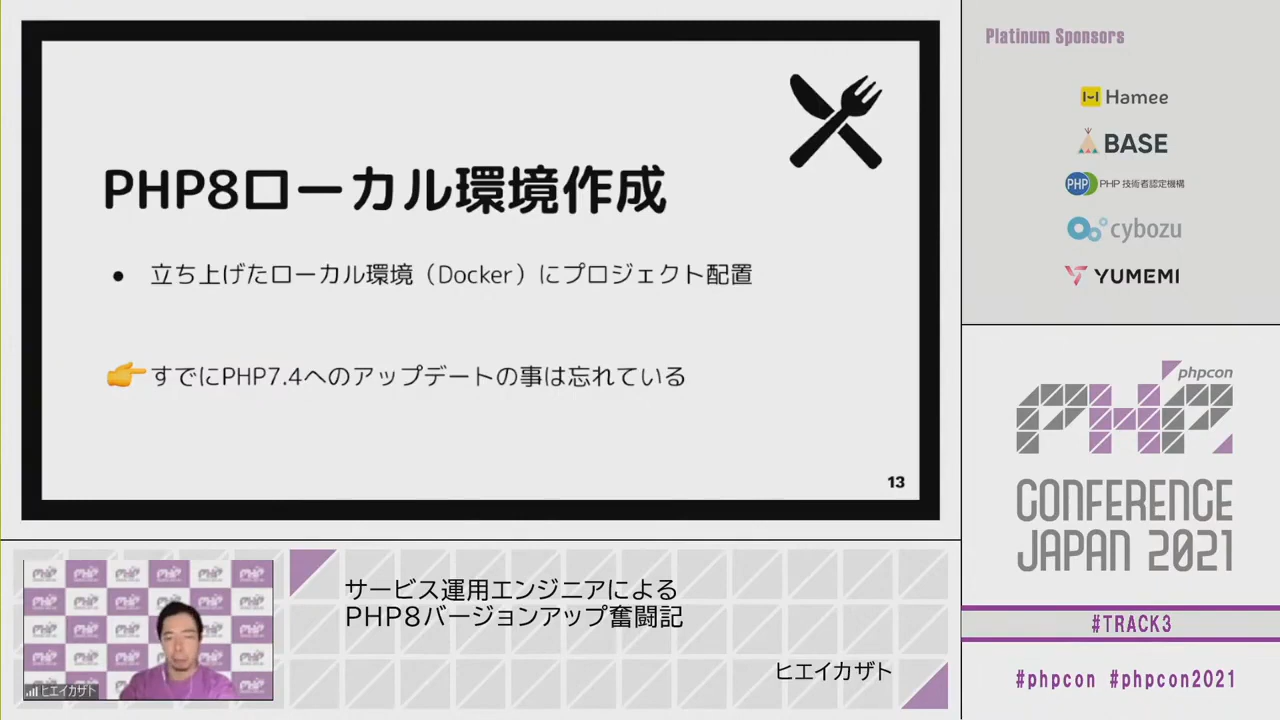 PHP8ローカル環境作成
● 立ち上げたローカル環境（Docker）にプロジェクト配置
👉すでにPHP7.4へのアップデートの事は忘れている
13
Platinum Sponsors
Hamee
BASE
PHP PHP 技術者認定機構
cybozu
YUMEMI
phpcon
PHP
CONFERENCE
JAPAN 2021
#TRACK3
#phpcon #phpcon2021
サービス運用エンジニアによる
PHP8バージョンアップ奮闘記
ヒエイカザト
ヒエイカザト